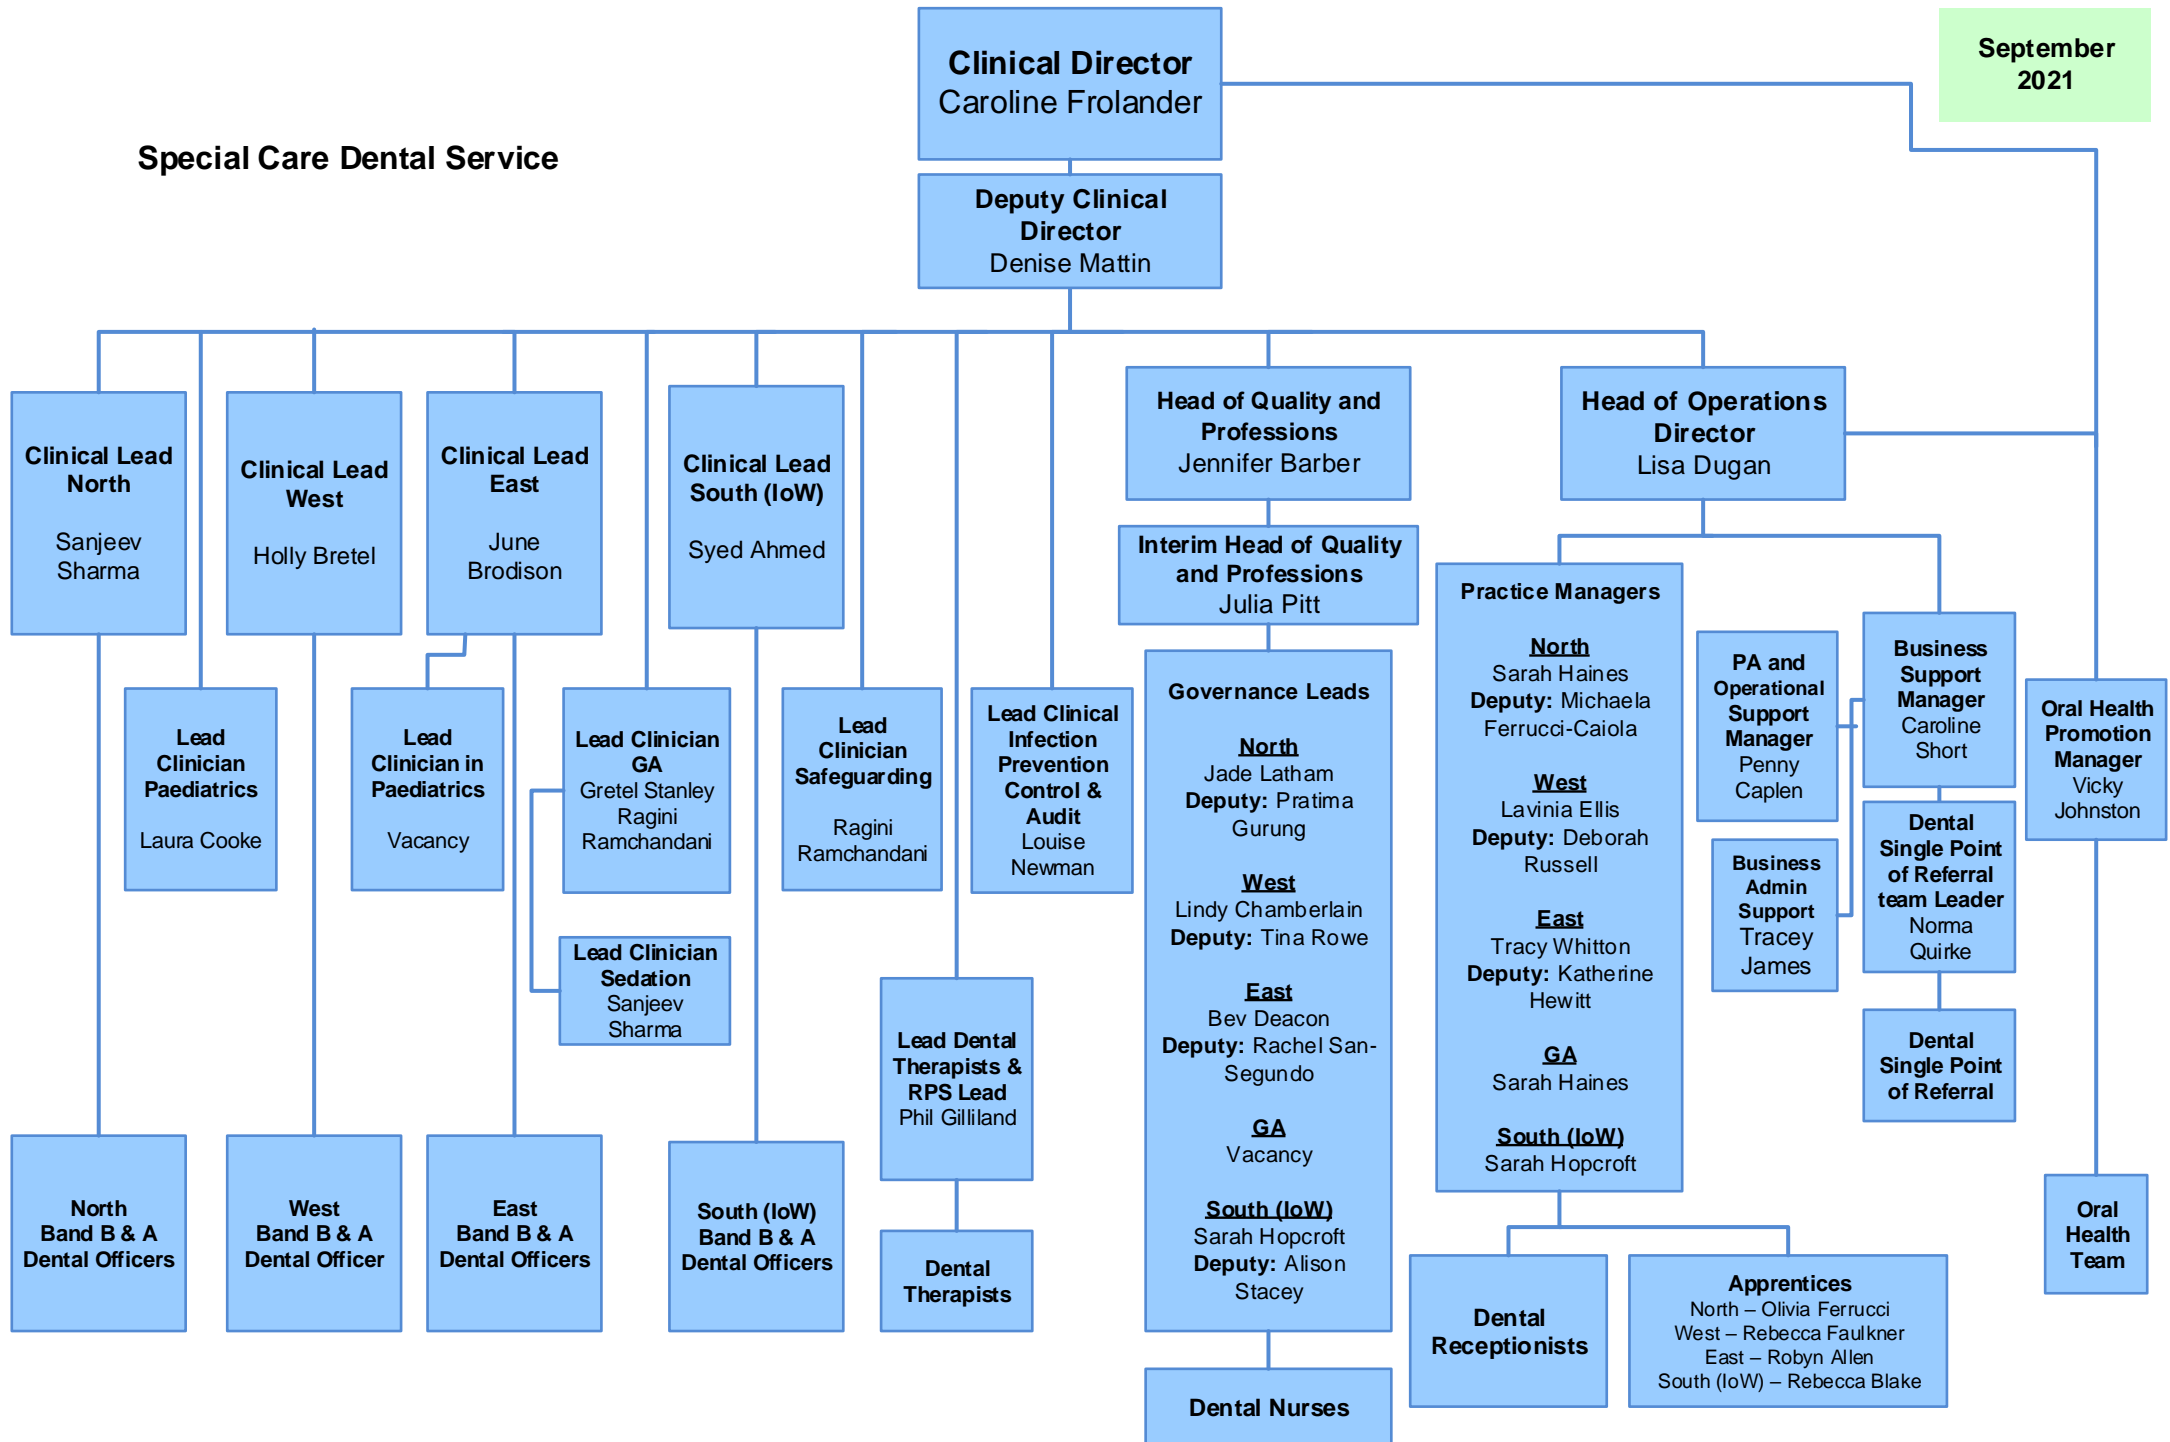 Clinical Director
Caroline Frolander
September
2021
Special Care Dental Service
Deputy Clinical
Director
Denise Mattin
Clinical Lead
North
Sanjeev
Sharma
Clinical Lead
West
Holly Bretel
Clinical Lead
East
June
Brodison
Clinical Lead
South (IoW)
Syed Ahmed
Head of Quality and
Professions
Jennifer Barber
Head of Operations
Director
Lisa Dugan
Interim Head of Quality
and Professions
Julia Pitt
Lead
Clinician
Paediatrics
Laura Cooke
Lead
Clinician in
Paediatrics
Vacancy
Lead Clinician
GA
Gretel Stanley
Ragini
Ramchandani
Lead Clinician
Sedation
Sanjeev
Sharma
Lead
Clinician
Safeguarding
Ragini
Ramchandani
Lead Clinical
Infection
Prevention
Control &
Audit
Louise
Newman
Lead Dental
Therapists &
RPS Lead
Phil Gilliland
Dental
Therapists
Governance Leads
North
Jade Latham
Deputy: Pratima
Gurung
West
Lindy Chamberlain
Deputy: Tina Rowe
East
Bev Deacon
Deputy: Rachel San-
Segundo
GA
Vacancy
South (IoW)
Sarah Hopcroft
Deputy: Alison
Stacey
Dental Nurses
Practice Managers
North
Sarah Haines
Deputy: Michaela
Ferrucci-Caiola
West
Lavinia Ellis
Deputy: Deborah
Russell
East
Tracy Whitton
Deputy: Katherine
Hewitt
GA
Sarah Haines
South (IoW)
Sarah Hopcroft
PA and
Operational
Support
Manager
Penny
Caplen
Business
Admin
Support
Tracey
James
Business
Support
Manager
Caroline
Short
Dental
Single Point
of Referral
team Leader
Norma
Quirke
Dental
Single Point
of Referral
Oral Health
Promotion
Manager
Vicky
Johnston
Oral
Health
Team
North
Band B & A
Dental Officers
West
Band B & A
Dental Officer
East
Band B & A
Dental Officers
South (IoW)
Band B & A
Dental Officers
Dental
Receptionists
Apprentices
North – Olivia Ferrucci
West – Rebecca Faulkner
East – Robyn Allen
South (IoW) – Rebecca Blake